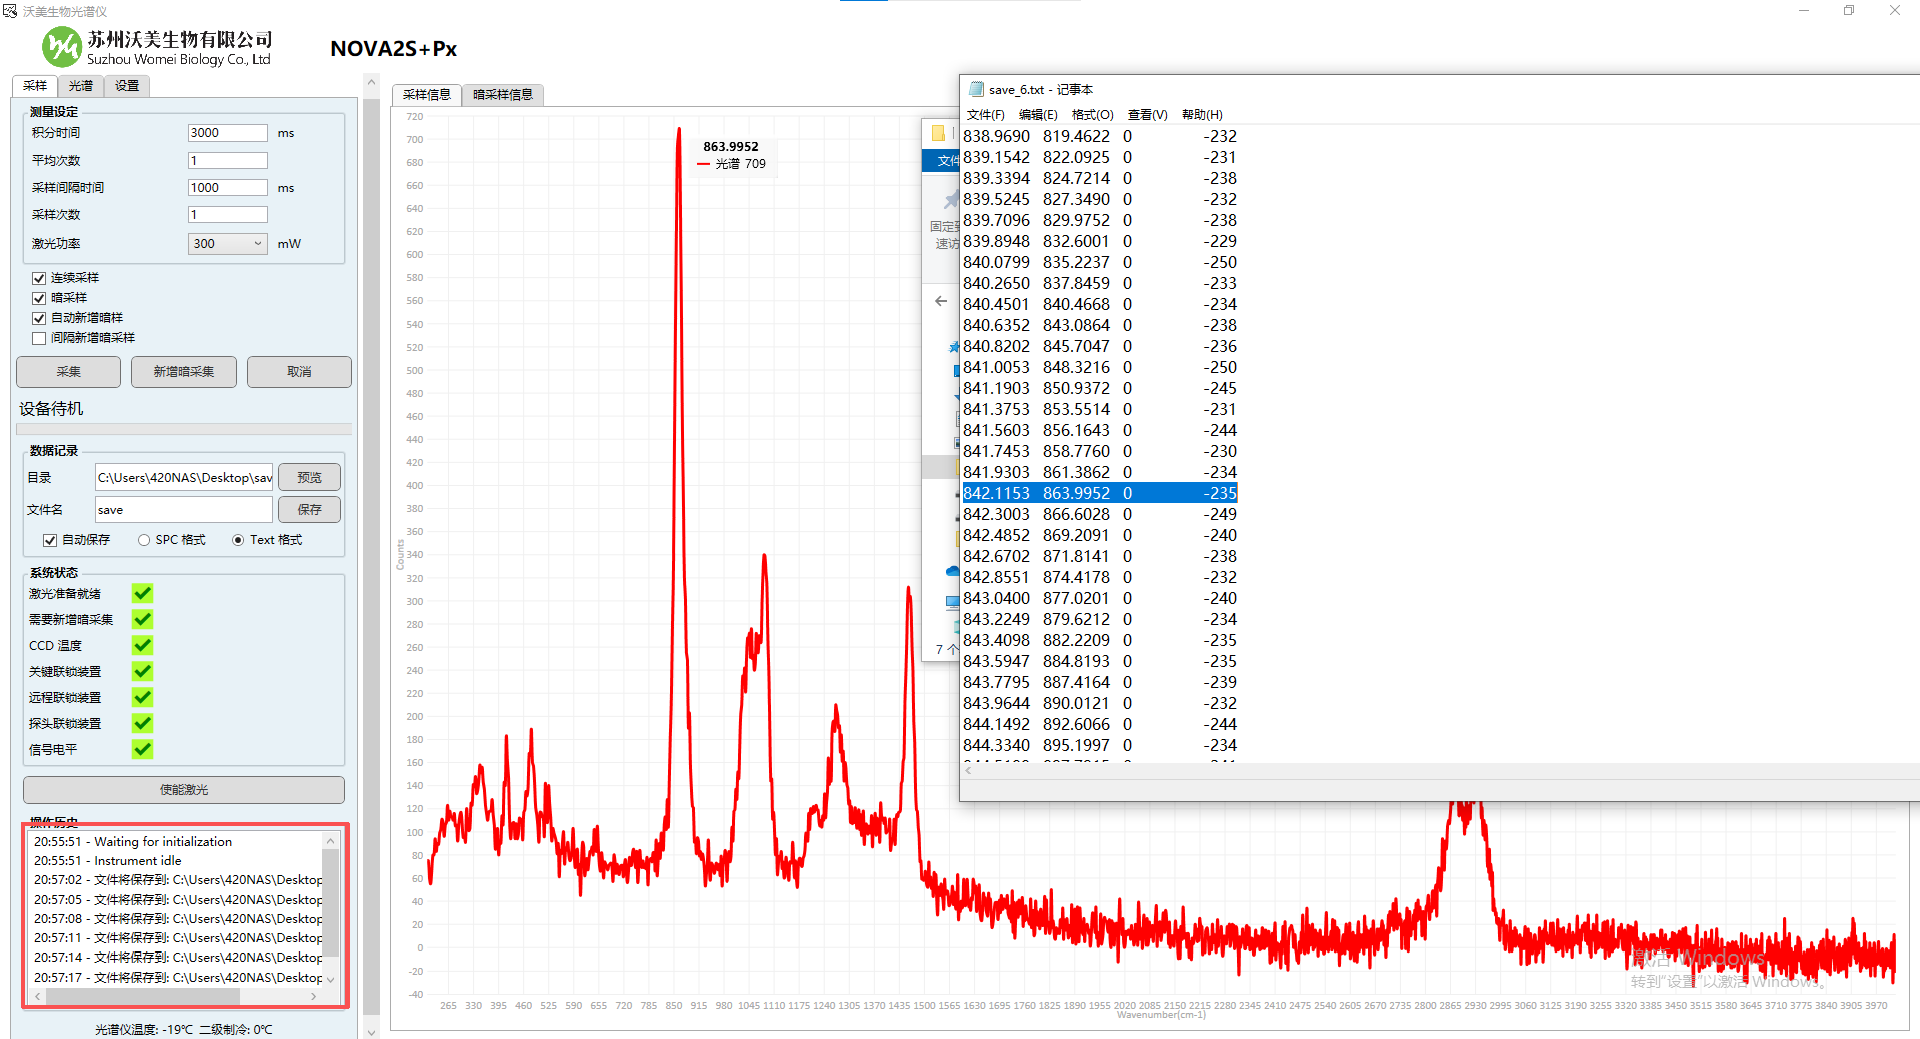 沃美生物光谱仪
苏州沃美生物有限公司
Suzhou Womei Biology Co., Ltd
NOVA2S+Px
采样
光谱
设置
测量设定
积分时间
3000
ms
平均次数
1
采样间隔时间
1000
ms
采样次数
1
激光功率
300
mW
连续采样
暗采样
自动新增暗样
间隔新增暗采样
采集
新增暗采集
取消
设备待机
数据记录
目录
C:\Users\420NAS\Desktop\sav
预览
文件名
save
保存
自动保存
SPC 格式
Text 格式
系统状态
激光准备就绪
需要新增暗采集
CCD 温度
关键联锁装置
远程联锁装置
探头联锁装置
信号电平
使能激光
操作历史
20:55:51 - Waiting for initialization
20:55:51 - Instrument idle
20:57:02 - 文件将保存到: C:\Users\420NAS\Desktop
20:57:05 - 文件将保存到: C:\Users\420NAS\Desktop
20:57:08 - 文件将保存到: C:\Users\420NAS\Desktop
20:57:11 - 文件将保存到: C:\Users\420NAS\Desktop
20:57:14 - 文件将保存到: C:\Users\420NAS\Desktop
20:57:17 - 文件将保存到: C:\Users\420NAS\Desktop
光谱仪温度: -19℃ 二级制冷: 0℃
采样信息
暗采样信息
720
700
680
660
640
620
600
580
560
540
520
500
480
460
440
420
400
380
360
340
320
300
280
260
240
220
200
180
160
140
120
100
80
60
40
20
0
-20
-40
Counts
863.9952
光谱 709
265 330 395 460 525 590 655 720 785 850 915 980 1045 1110 1175 1240 1305 1370 1435 1500 1565 1630 1695 1760 1825 1890 1955 2020 2085 2150 2215 2280 2345 2410 2475 2540 2605 2670 2735 2800 2865 2930 2995 3060 3125 3190 3255 3320 3385 3450 3515 3580 3645 3710 3775 3840 3905 3970
Wavenumber(cm-1)
文件
固定到
速访
7 个
save_6.txt - 记事本
文件(F) 编辑(E) 格式(O) 查看(V) 帮助(H)
838.9690 819.4622 0 -232
839.1542 822.0925 0 -231
839.3394 824.7214 0 -238
839.5245 827.3490 0 -232
839.7096 829.9752 0 -238
839.8948 832.6001 0 -229
840.0799 835.2237 0 -250
840.2650 837.8459 0 -233
840.4501 840.4668 0 -234
840.6352 843.0864 0 -238
840.8202 845.7047 0 -236
841.0053 848.3216 0 -250
841.1903 850.9372 0 -245
841.3753 853.5514 0 -231
841.5603 856.1643 0 -244
841.7453 858.7760 0 -230
841.9303 861.3862 0 -234
842.1153 863.9952 0 -235
842.3003 866.6028 0 -249
842.4852 869.2091 0 -240
842.6702 871.8141 0 -238
842.8551 874.4178 0 -232
843.0400 877.0201 0 -240
843.2249 879.6212 0 -234
843.4098 882.2209 0 -235
843.5947 884.8193 0 -235
843.7795 887.4164 0 -239
843.9644 890.0121 0 -232
844.1492 892.6066 0 -244
844.3340 895.1997 0 -234
激活 Windows
转到"设置"以激活 Windows。